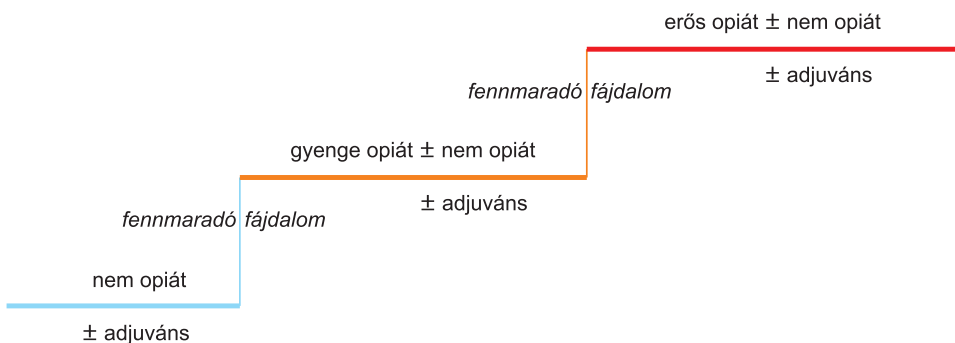 erős opiát ± nem opiát
± adjuváns
fennmaradó fájdalom
gyenge opiát ± nem opiát
± adjuváns
fennmaradó fájdalom
nem opiát
± adjuváns